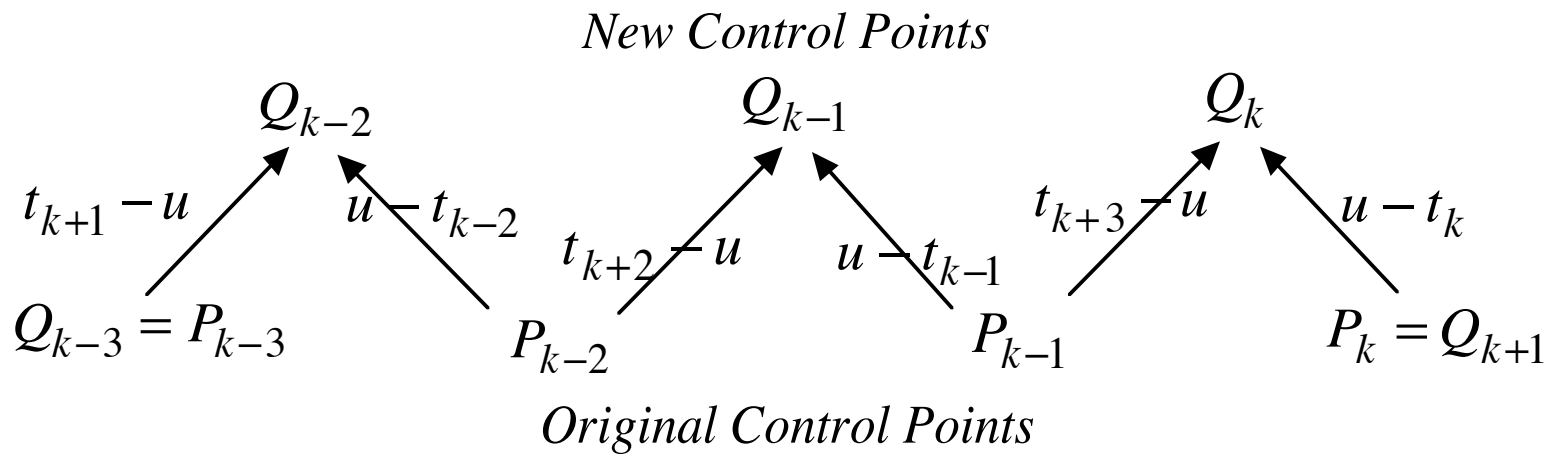 New Control Points
Q_{k−2} Q_{k−1} Q_k
t_{k+1} − u u − t_{k−2} t_{k+2} − u u − t_{k−1} t_{k+3} − u u − t_k
Q_{k−3} = P_{k−3} P_{k−2} P_{k−1} P_k = Q_{k+1}
Original Control Points